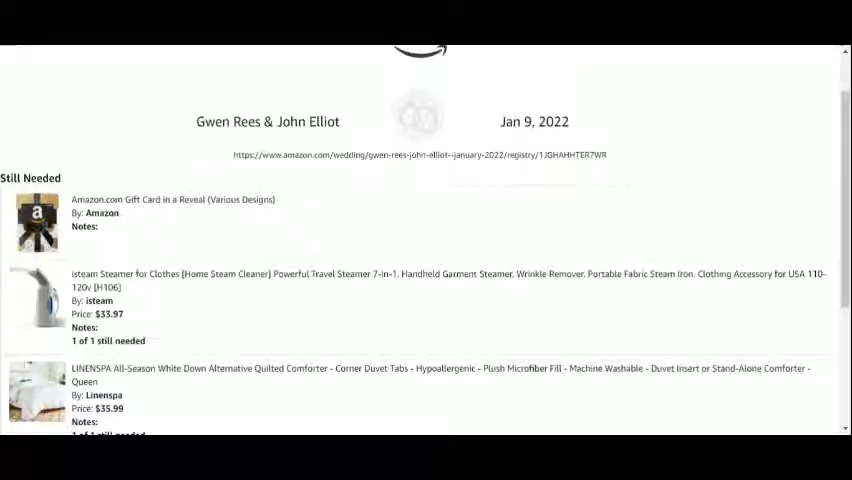 Gwen Rees & John Elliot
Jan 9, 2022
https://www.amazon.com/wedding/gwen-rees-john-elliot--january-2022/registry/1JGHAHHTER7WR
Still Needed
Amazon.com Gift Card in a Reveal (Various Designs)
By: Amazon
Notes:
isteam Steamer for Clothes [Home Steam Cleaner] Powerful Travel Steamer 7-in-1. Handheld Garment Steamer, Wrinkle Remover. Portable Fabric Steam Iron. Clothing Accessory for USA 110-
120v [H106]
By: isteam
Price: $33.97
Notes:
1 of 1 still needed
LINENSPA All-Season White Down Alternative Quilted Comforter - Corner Duvet Tabs - Hypoallergenic - Plush Microfiber Fill - Machine Washable - Duvet Insert or Stand-Alone Comforter -
Queen
By: Linenspa
Price: $35.99
Notes:
1 of 1 still needed